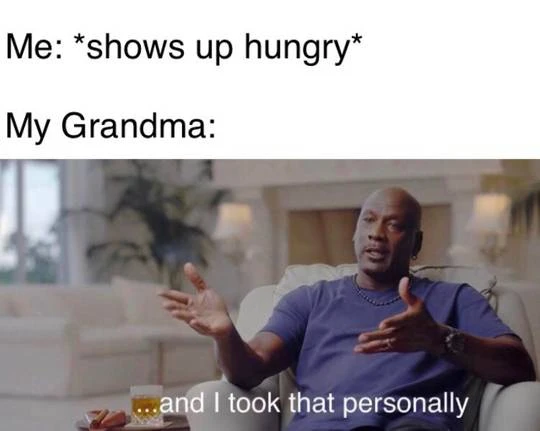 Me: *shows up hungry*
My Grandma:
...and I took that personally